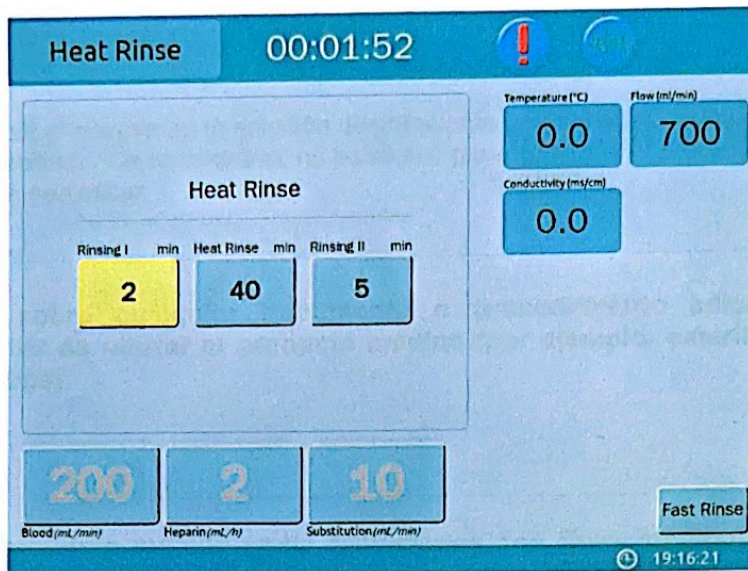 Heat Rinse 00:01:52
Temperature (°C) Flow (ml/min)
0.0 700
Conductivity (ms/cm)
0.0
Heat Rinse
Rinsing I min Heat Rinse min Rinsing II min
2 40 5
200 2 10
Blood (mL/min) Heparin (mL/h) Substitution (mL/min)
Fast Rinse
19:16:21